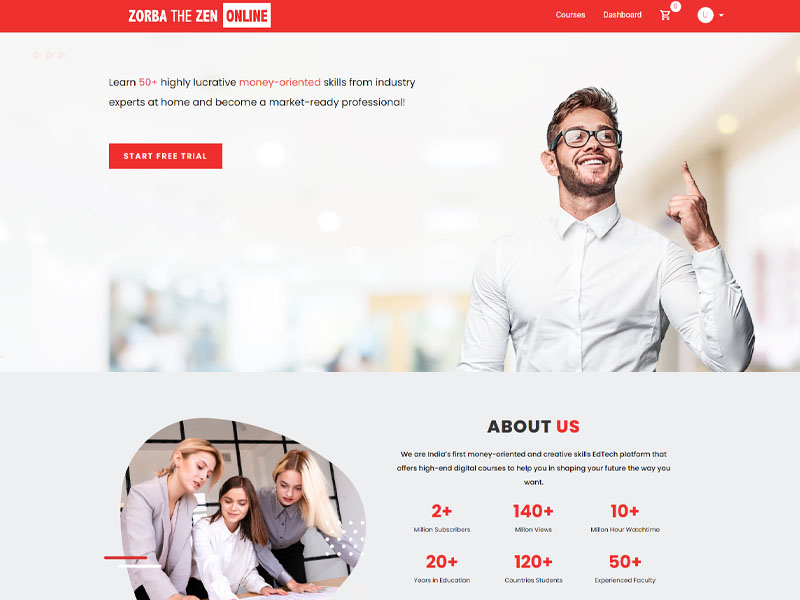 ZORBA THE ZEN ONLINE
Courses Dashboard 0 U
Learn 50+ highly lucrative money-oriented skills from industry
experts at home and become a market-ready professional!
START FREE TRIAL
ABOUT US
We are India's first money-oriented and creative skills EdTech platform that
offers high-end digital courses to help you in shaping your future the way you
want.
2+ 140+ 10+
Million Subscribers Millon Views Millon Hour Watchtime
20+ 120+ 50+
Years in Education Countries Students Experienced Faculty